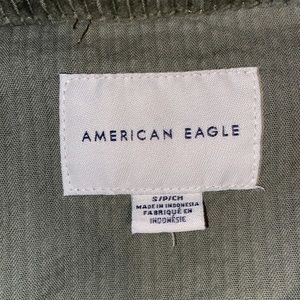 AMERICAN EAGLE
S/P/CH
MADE IN INDONESIA
FABRIQUÉ EN
INDONÉSIE